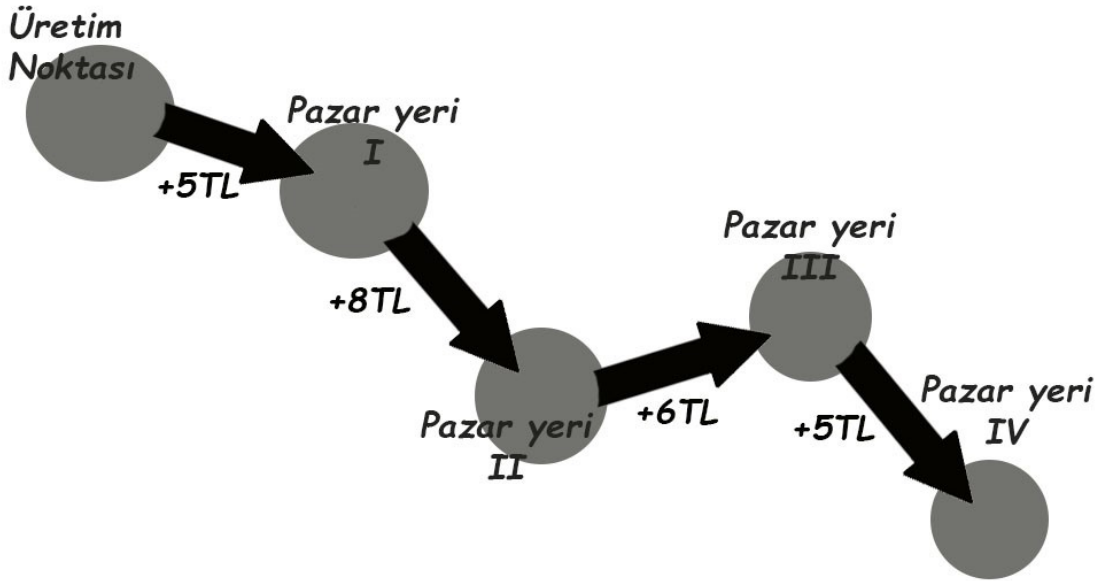 Üretim
Noktası
Pazar yeri
I
+5TL
+8TL
Pazar yeri
II
+6TL
Pazar yeri
III
+5TL
Pazar yeri
IV